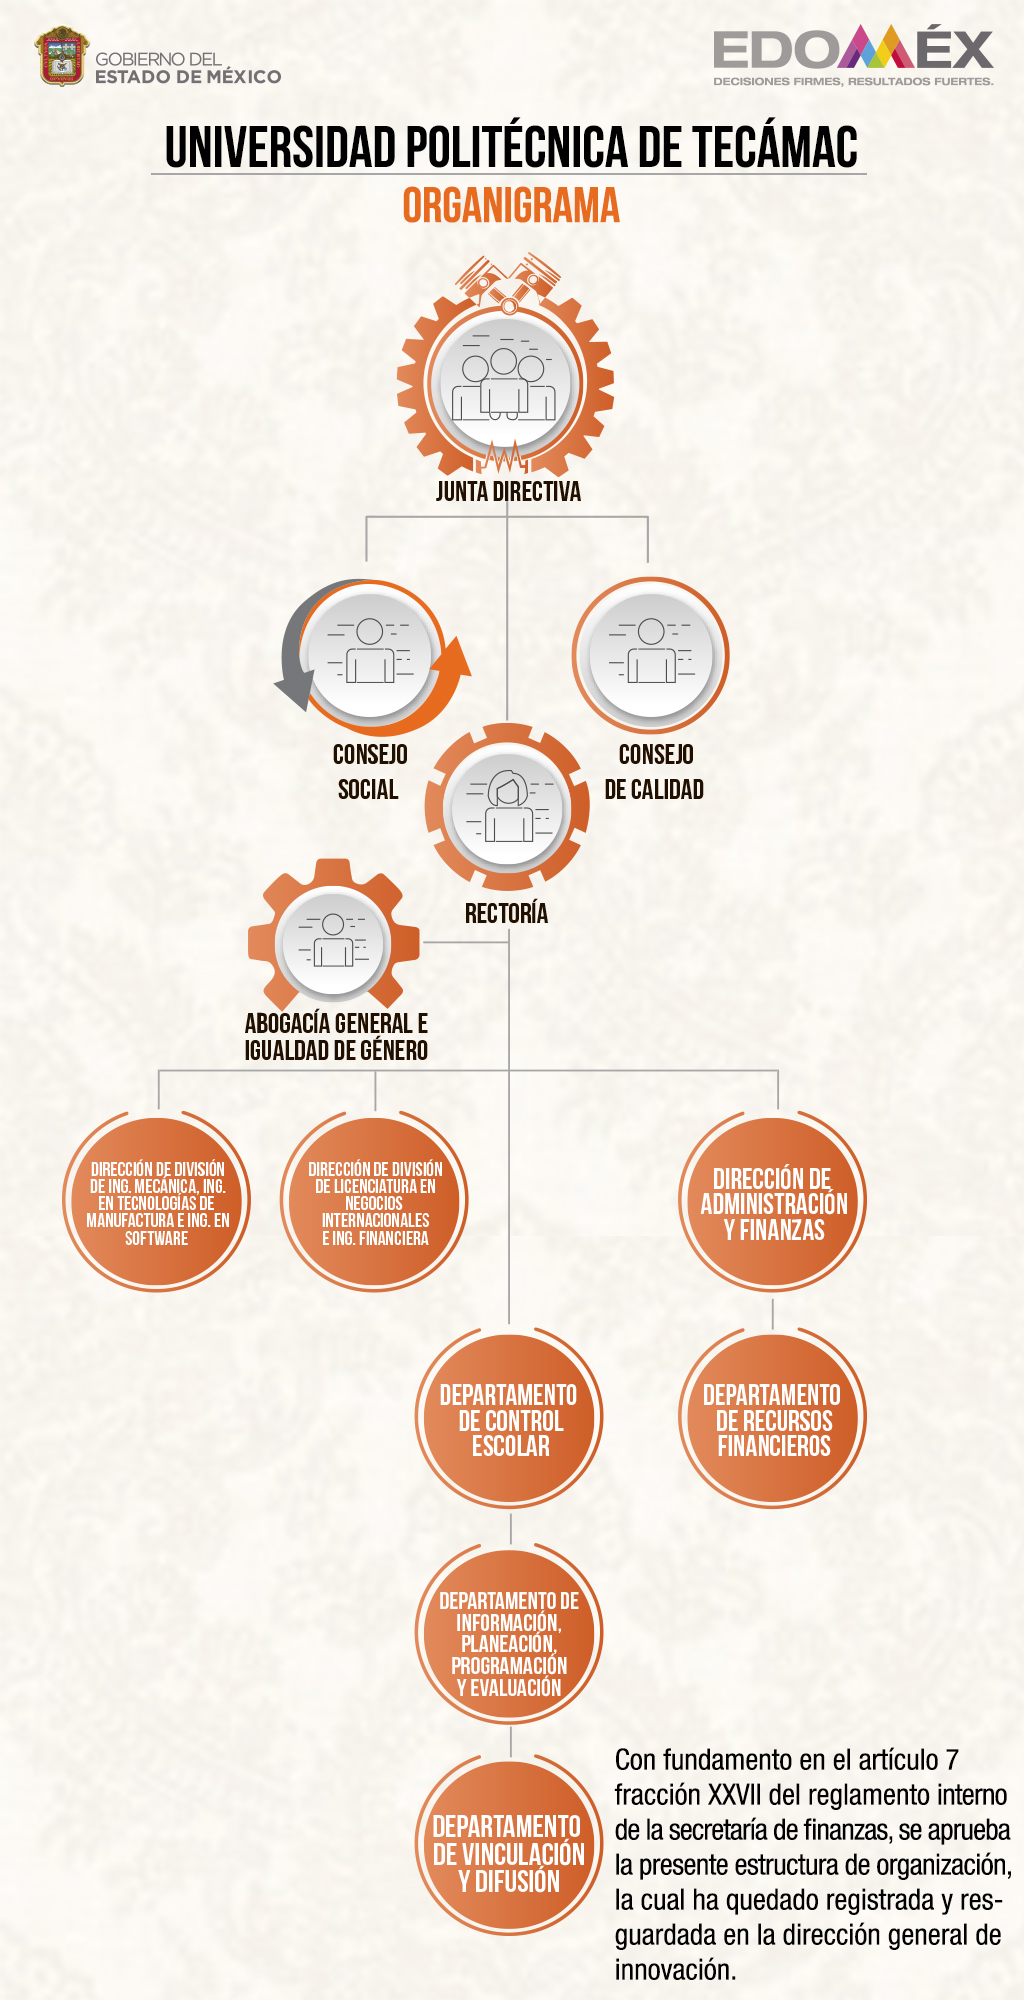 GOBIERNO DEL
ESTADO DE MÉXICO
EDOMÉX
DECISIONES FIRMES, RESULTADOS FUERTES.
UNIVERSIDAD POLITÉCNICA DE TECÁMAC
ORGANIGRAMA
JUNTA DIRECTIVA
CONSEJO
SOCIAL
CONSEJO
DE CALIDAD
RECTORÍA
ABOGACÍA GENERAL E
IGUALDAD DE GÉNERO
DIRECCIÓN DE DIVISIÓN
DE ING. MECÁNICA, ING.
EN TECNOLOGÍAS DE
MANUFACTURA E ING. EN
SOFTWARE
DIRECCIÓN DE DIVISIÓN
DE LICENCIATURA EN
NEGOCIOS
INTERNACIONALES
E ING. FINANCIERA
DIRECCIÓN DE
ADMINISTRACIÓN
Y FINANZAS
DEPARTAMENTO
DE CONTROL
ESCOLAR
DEPARTAMENTO
DE RECURSOS
FINANCIEROS
DEPARTAMENTO DE
INFORMACIÓN,
PLANEACIÓN,
PROGRAMACIÓN
Y EVALUACIÓN
DEPARTAMENTO
DE VINCULACIÓN
Y DIFUSIÓN
Con fundamento en el artículo 7
fracción XXVII del reglamento interno
de la secretaría de finanzas, se aprueba
la presente estructura de organización,
la cual ha quedado registrada y res-
guardada en la dirección general de
innovación.